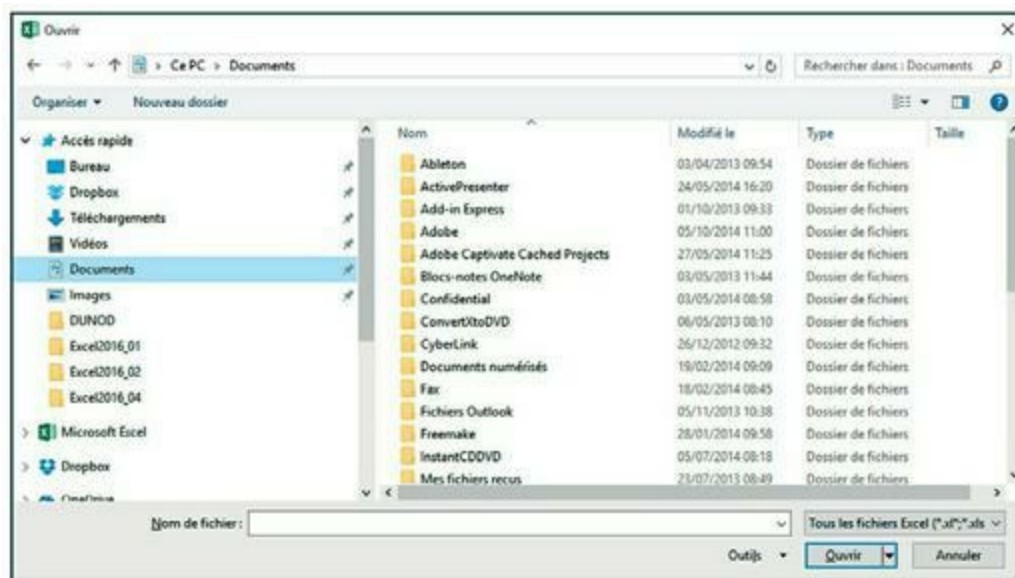 Ouvrir
Ce PC > Documents
Rechercher dans : Documents
Organiser Nouveau dossier
Accès rapide
Bureau
Dropbox
Téléchargements
Vidéos
Documents
Images
DUNOD
Excel2016_01
Excel2016_02
Excel2016_04
Microsoft Excel
Dropbox
OneDrive
Nom Modifié le Type Taille
Ableton 03/04/2013 09:54 Dossier de fichiers
ActivePresenter 24/05/2014 16:20 Dossier de fichiers
Add-in Express 01/10/2013 09:33 Dossier de fichiers
Adobe 05/10/2014 11:00 Dossier de fichiers
Adobe Captivate Cached Projects 27/05/2014 11:25 Dossier de fichiers
Blocs-notes OneNote 03/05/2013 11:44 Dossier de fichiers
Confidential 03/05/2014 08:58 Dossier de fichiers
ConvertXtoDVD 06/05/2013 08:10 Dossier de fichiers
CyberLink 26/12/2012 09:32 Dossier de fichiers
Documents numérisés 19/02/2014 09:09 Dossier de fichiers
Fax 18/02/2014 08:45 Dossier de fichiers
Fichiers Outlook 05/11/2013 10:38 Dossier de fichiers
Freemake 28/01/2014 09:58 Dossier de fichiers
InstantCDDVD 05/07/2014 08:18 Dossier de fichiers
Mes fichiers reçus 23/07/2013 08:49 Dossier de fichiers
Nom de fichier : Tous les fichiers Excel (*.xl*;*.xls
Outils Ouvrir Annuler